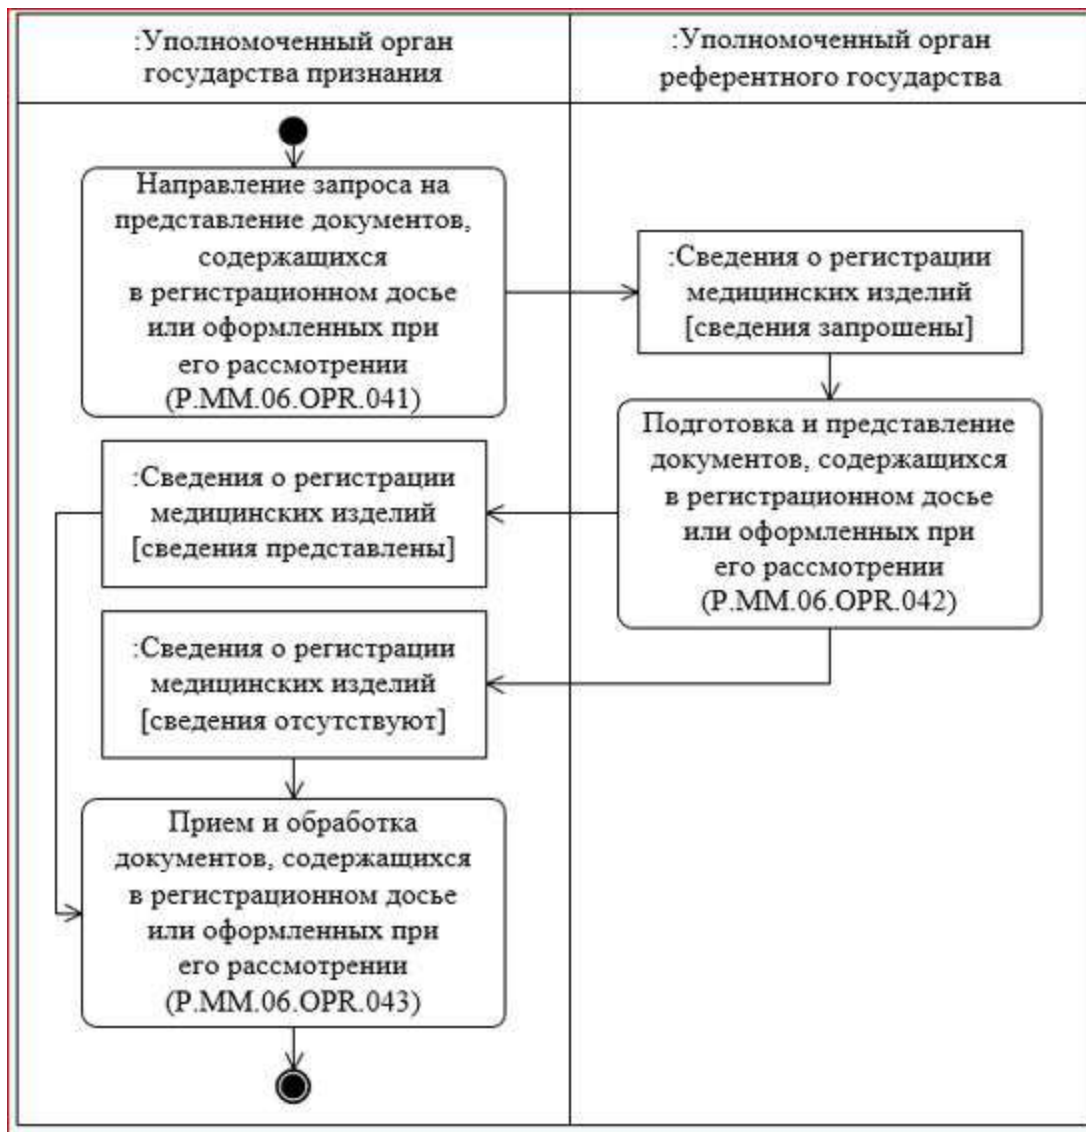 :Уполномоченный орган
государства признания
:Уполномоченный орган
референтного государства
Направление запроса на
представление документов,
содержащихся
в регистрационном досье
или оформленных при
его рассмотрении
(P.MM.06.OPR.041)
:Сведения о регистрации
медицинских изделий
[сведения запрошены]
Подготовка и представление
документов, содержащихся
в регистрационном досье
или оформленных при
его рассмотрении
(P.MM.06.OPR.042)
:Сведения о регистрации
медицинских изделий
[сведения представлены]
:Сведения о регистрации
медицинских изделий
[сведения отсутствуют]
Прием и обработка
документов, содержащихся
в регистрационном досье
или оформленных при
его рассмотрении
(P.MM.06.OPR.043)